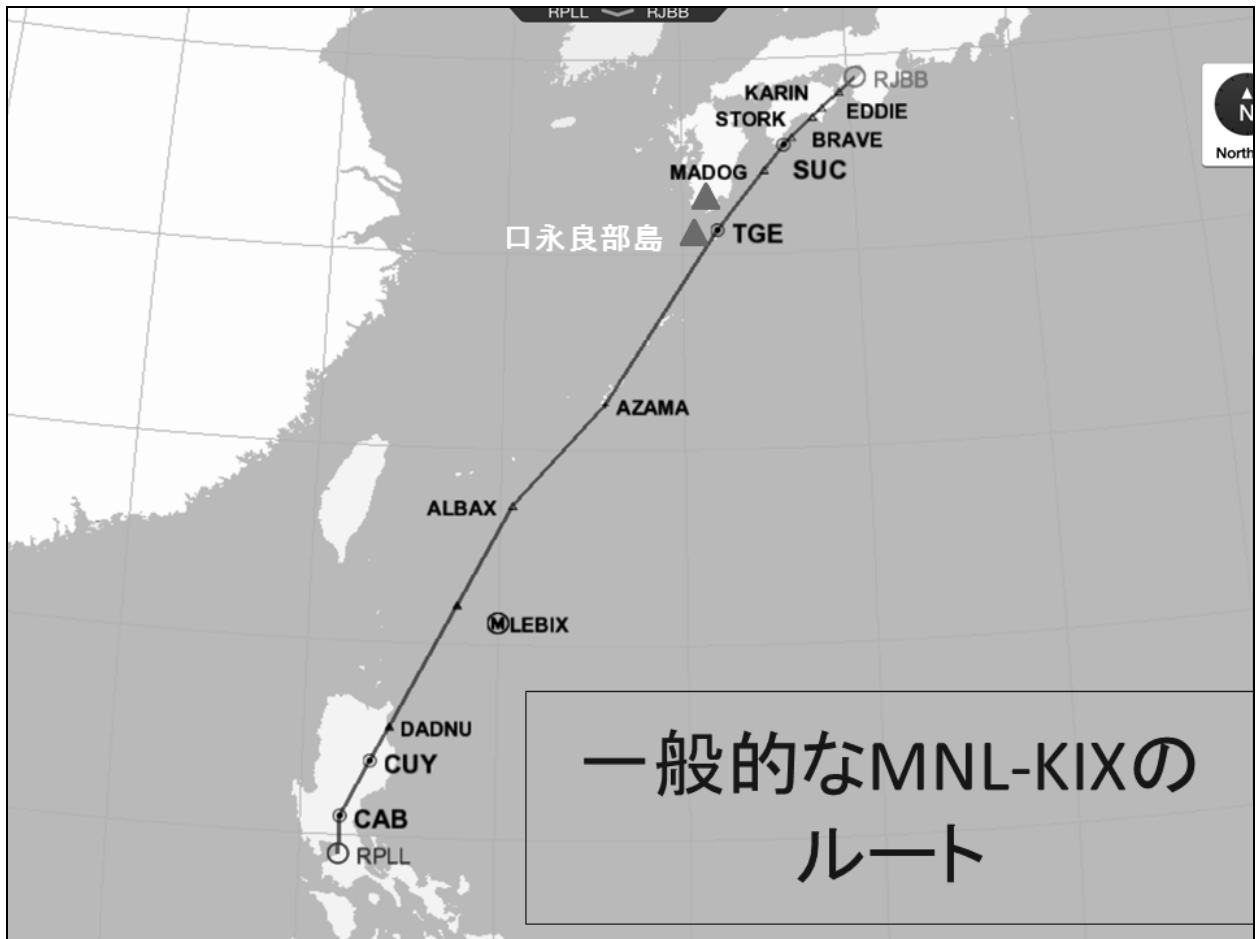 RPLL RJBB
RJBB
KARIN
EDDIE
STORK
BRAVE
MADOG
SUC
N
North
口永良部島
TGE
AZAMA
ALBAX
M LEBIX
DADNU
CUY
CAB
RPLL
一般的なMNL-KIXの
ルート